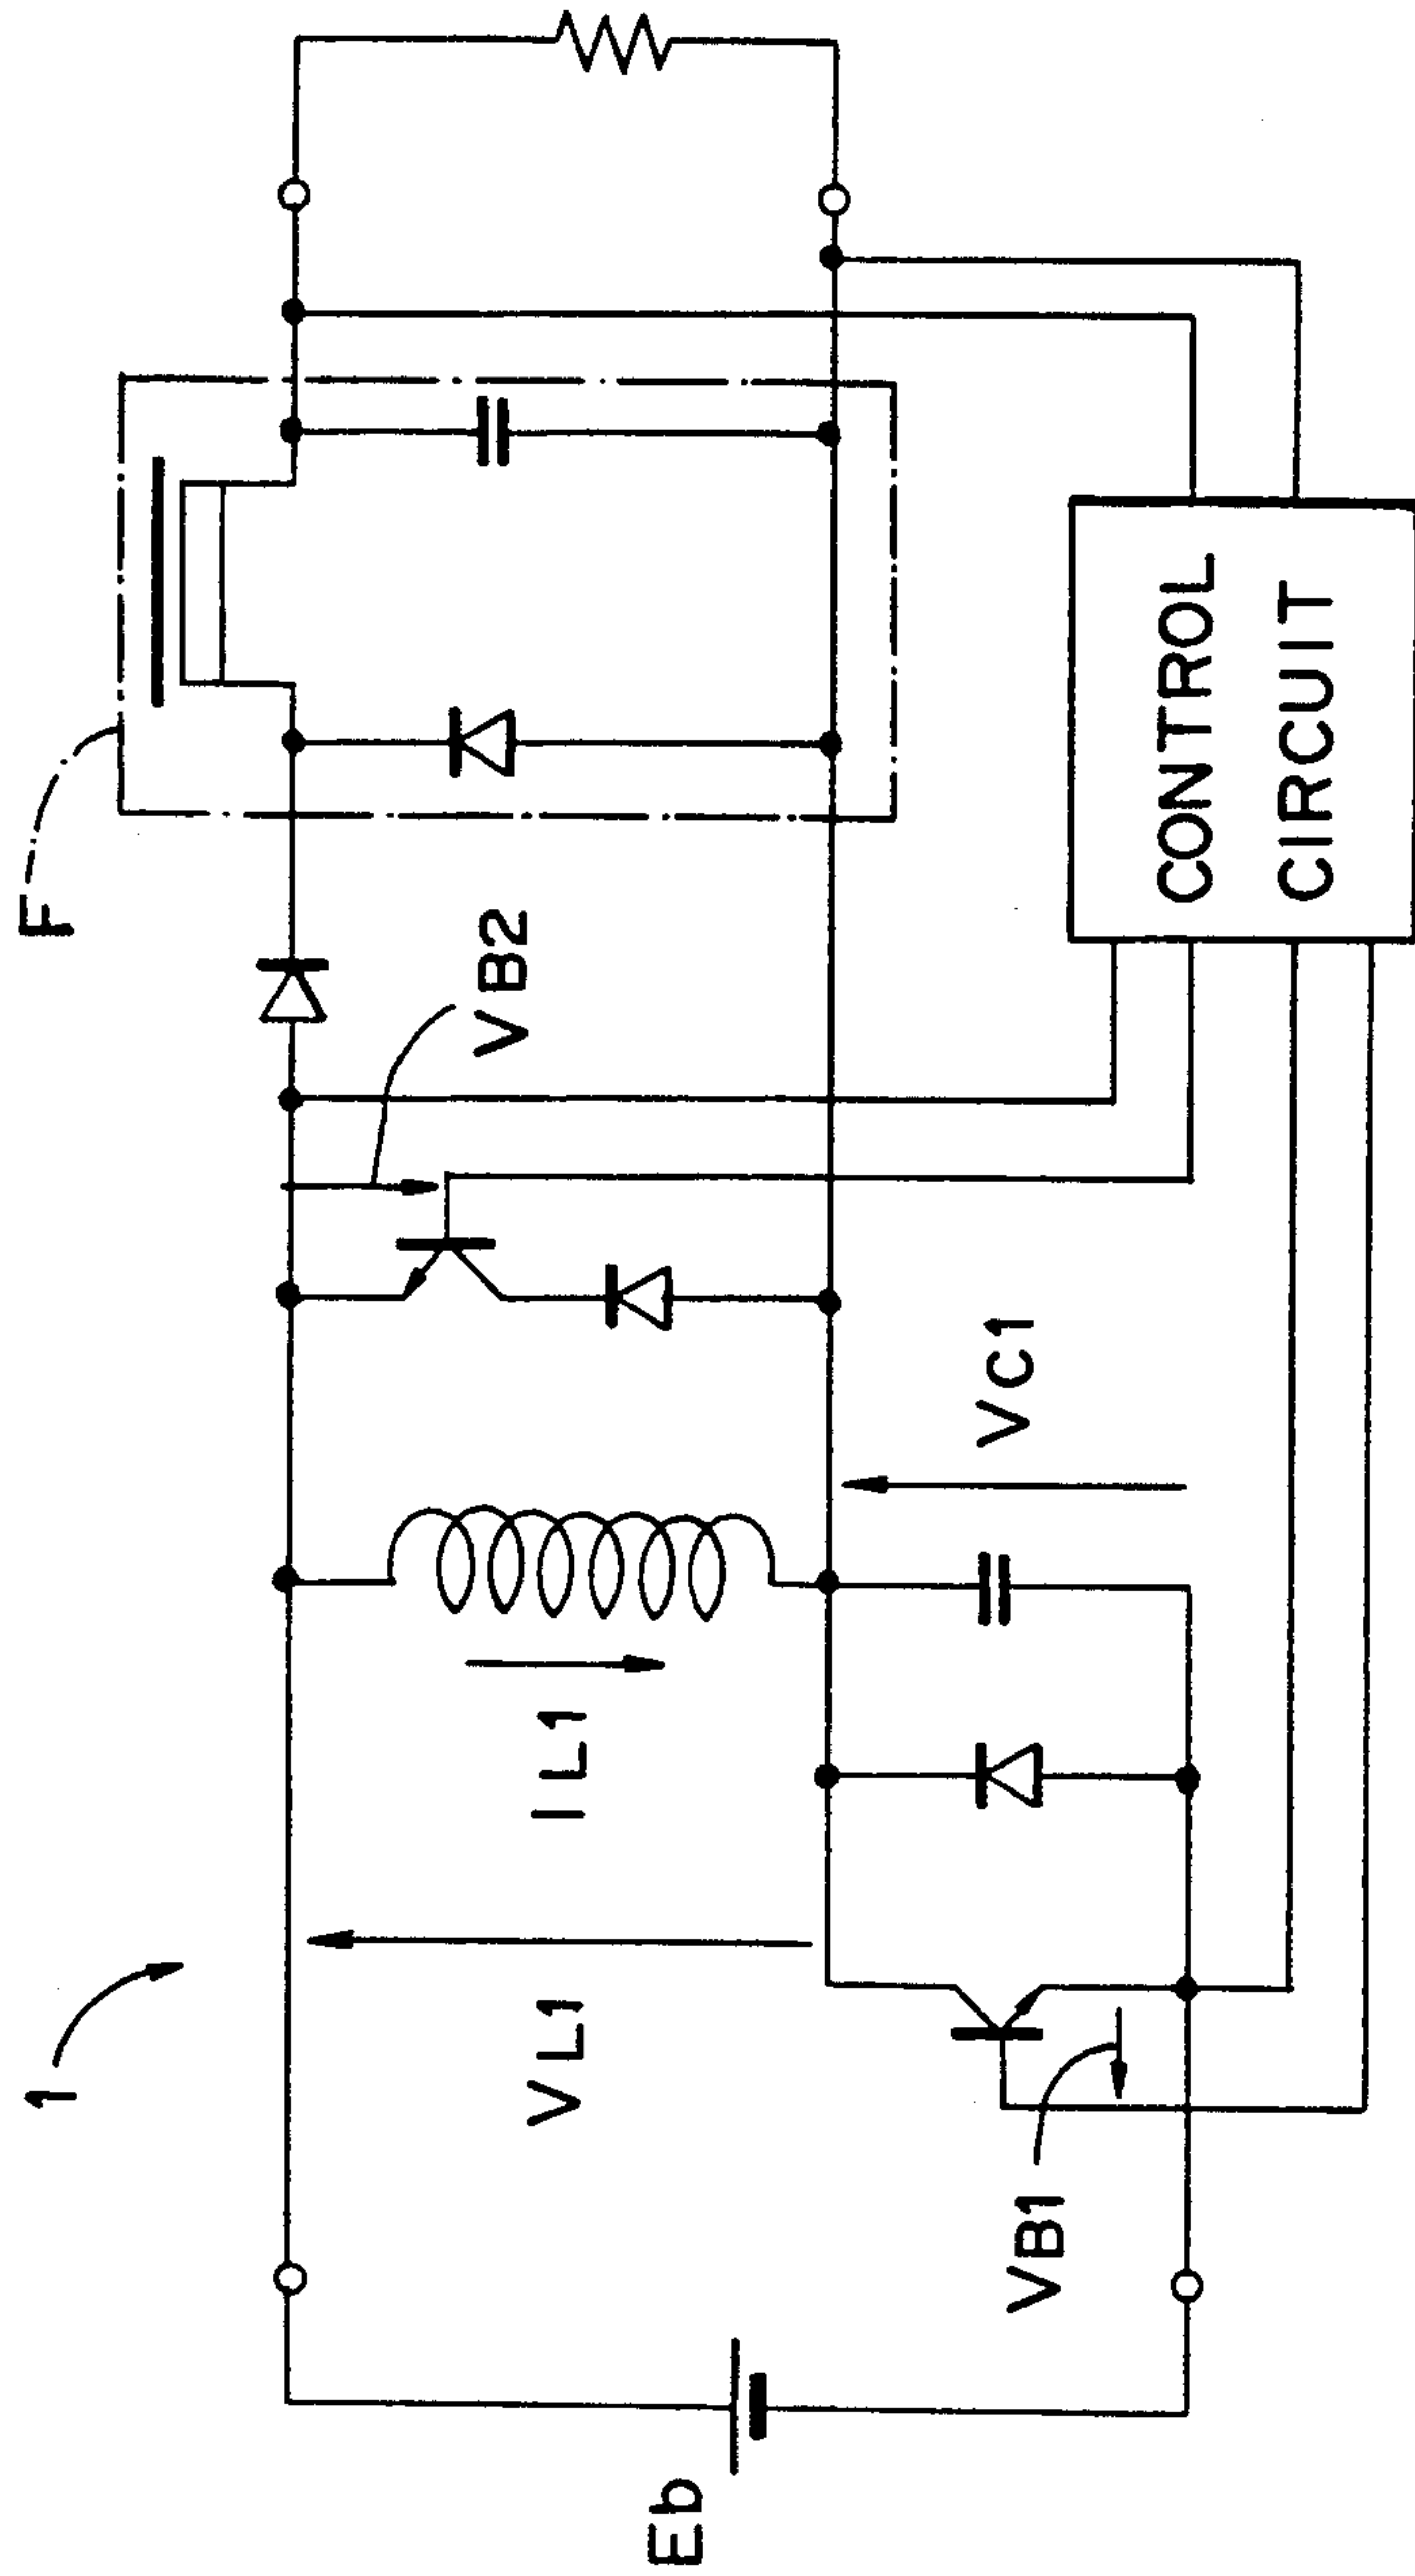 1
F
VB2
VL1
IL1
VC1
Eb
VB1
CONTROL
CIRCUIT